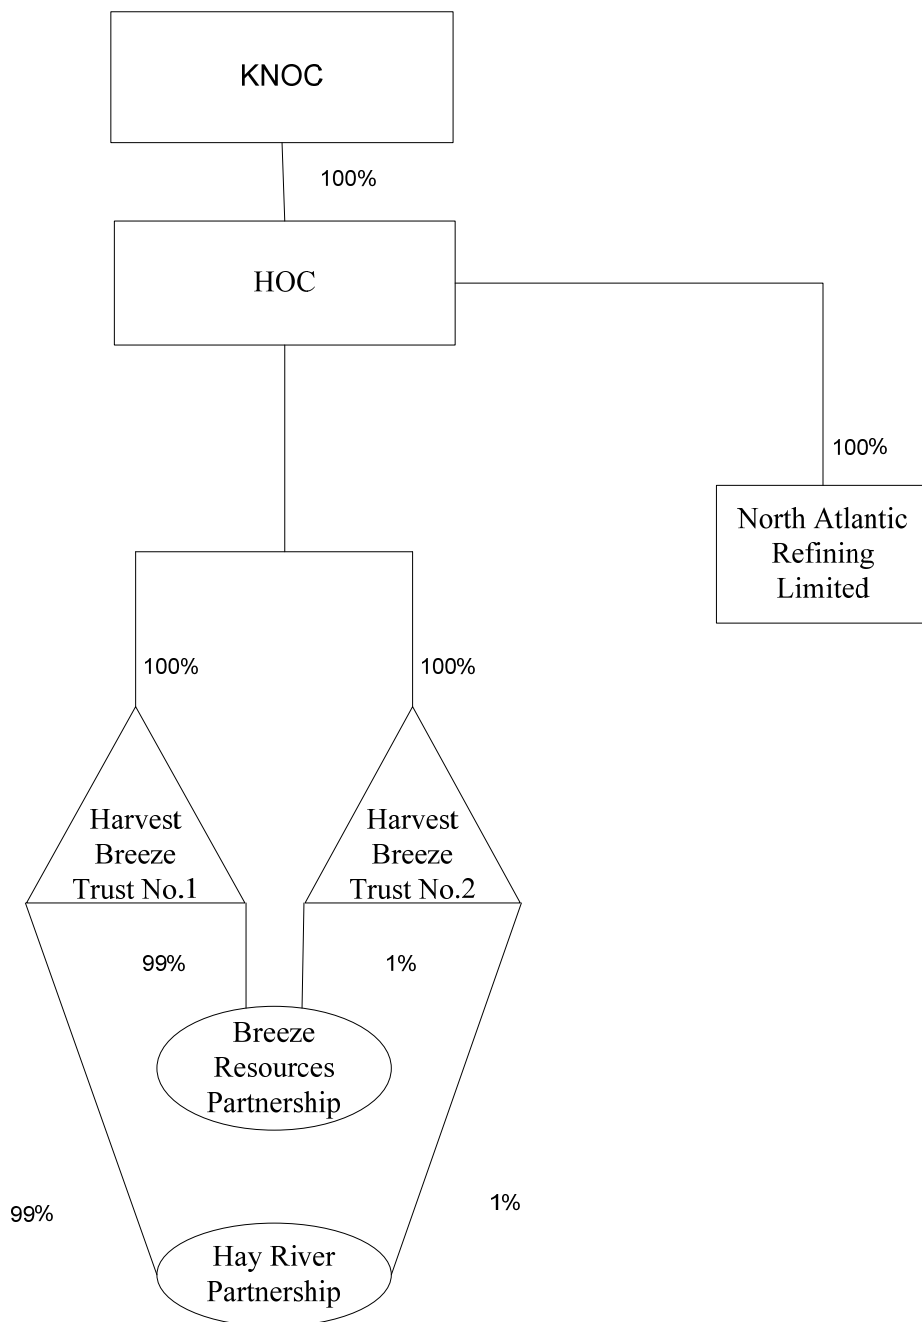 KNOC
100%
HOC
100%
North Atlantic
Refining
Limited
100%
100%
Harvest
Breeze
Trust No.1
Harvest
Breeze
Trust No.2
99%
1%
Breeze
Resources
Partnership
99%
1%
Hay River
Partnership